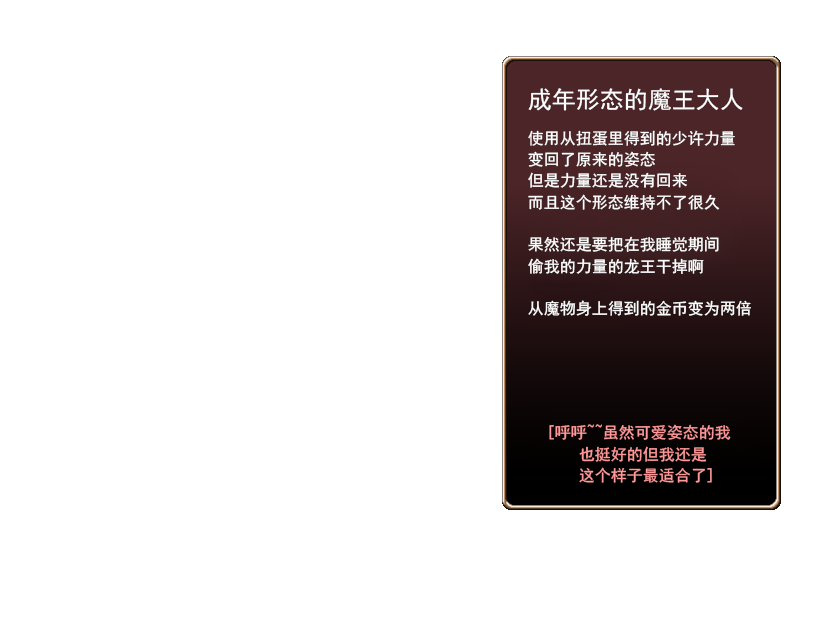 成年形态的魔王大人
使用从扭蛋里得到的少许力量
变回了原来的姿态
但是力量还是没有回来
而且这个形态维持不了很久
果然还是要把在我睡觉期间
偷我的力量的龙王干掉啊
从魔物身上得到的金币变为两倍
[呼呼~~虽然可爱姿态的我
也挺好的但我还是
这个样子最适合了]